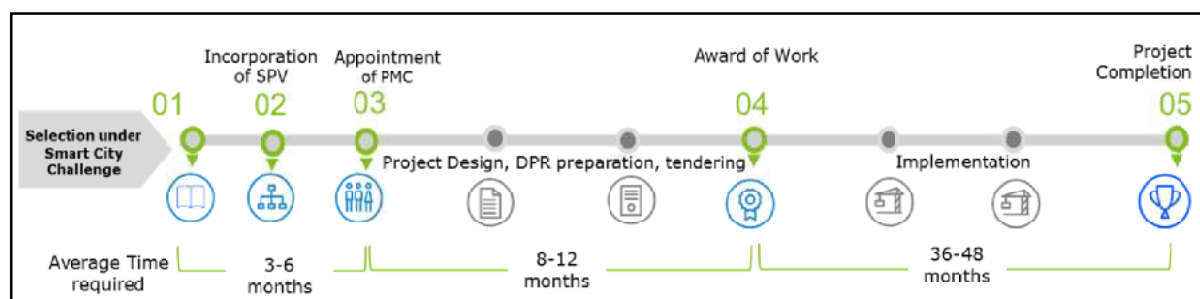 Incorporation
of SPV
Appointment
of PMC
Award of Work
Project
Completion
01
02
03
04
05
Selection under
Smart City
Challenge
Project Design, DPR preparation, tendering
Implementation
Average Time
required
3-6
months
8-12
months
36-48
months